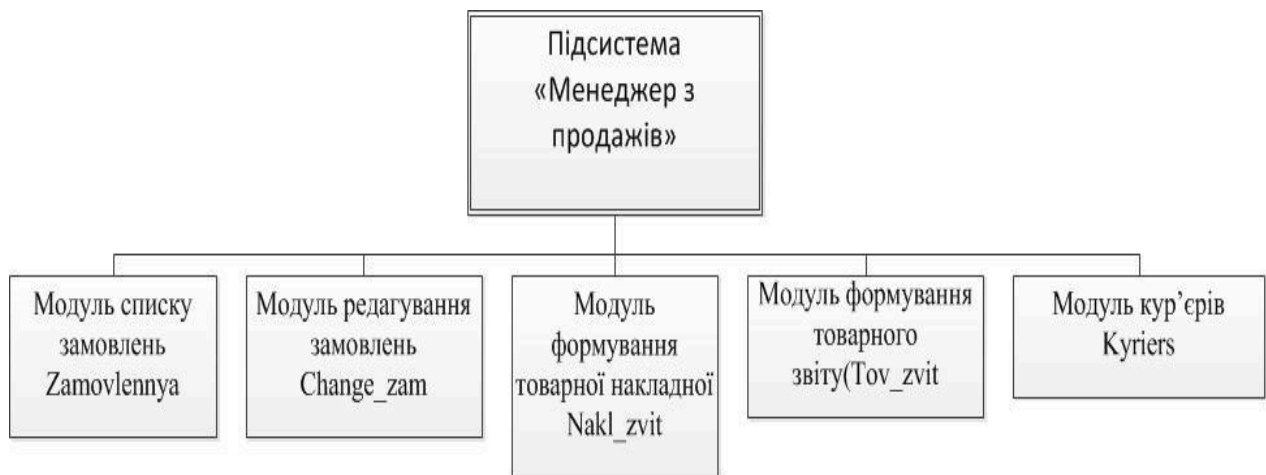 Підсистема
«Менеджер з
продажів»
Модуль списку
замовлень
Zamovlennya
Модуль редагування
замовлень
Change_zam
Модуль
формування
товарної накладної
Nakl_zvit
Модуль формування
товарного
звіту(Tov_zvit
Модуль кур’єрів
Kyriers